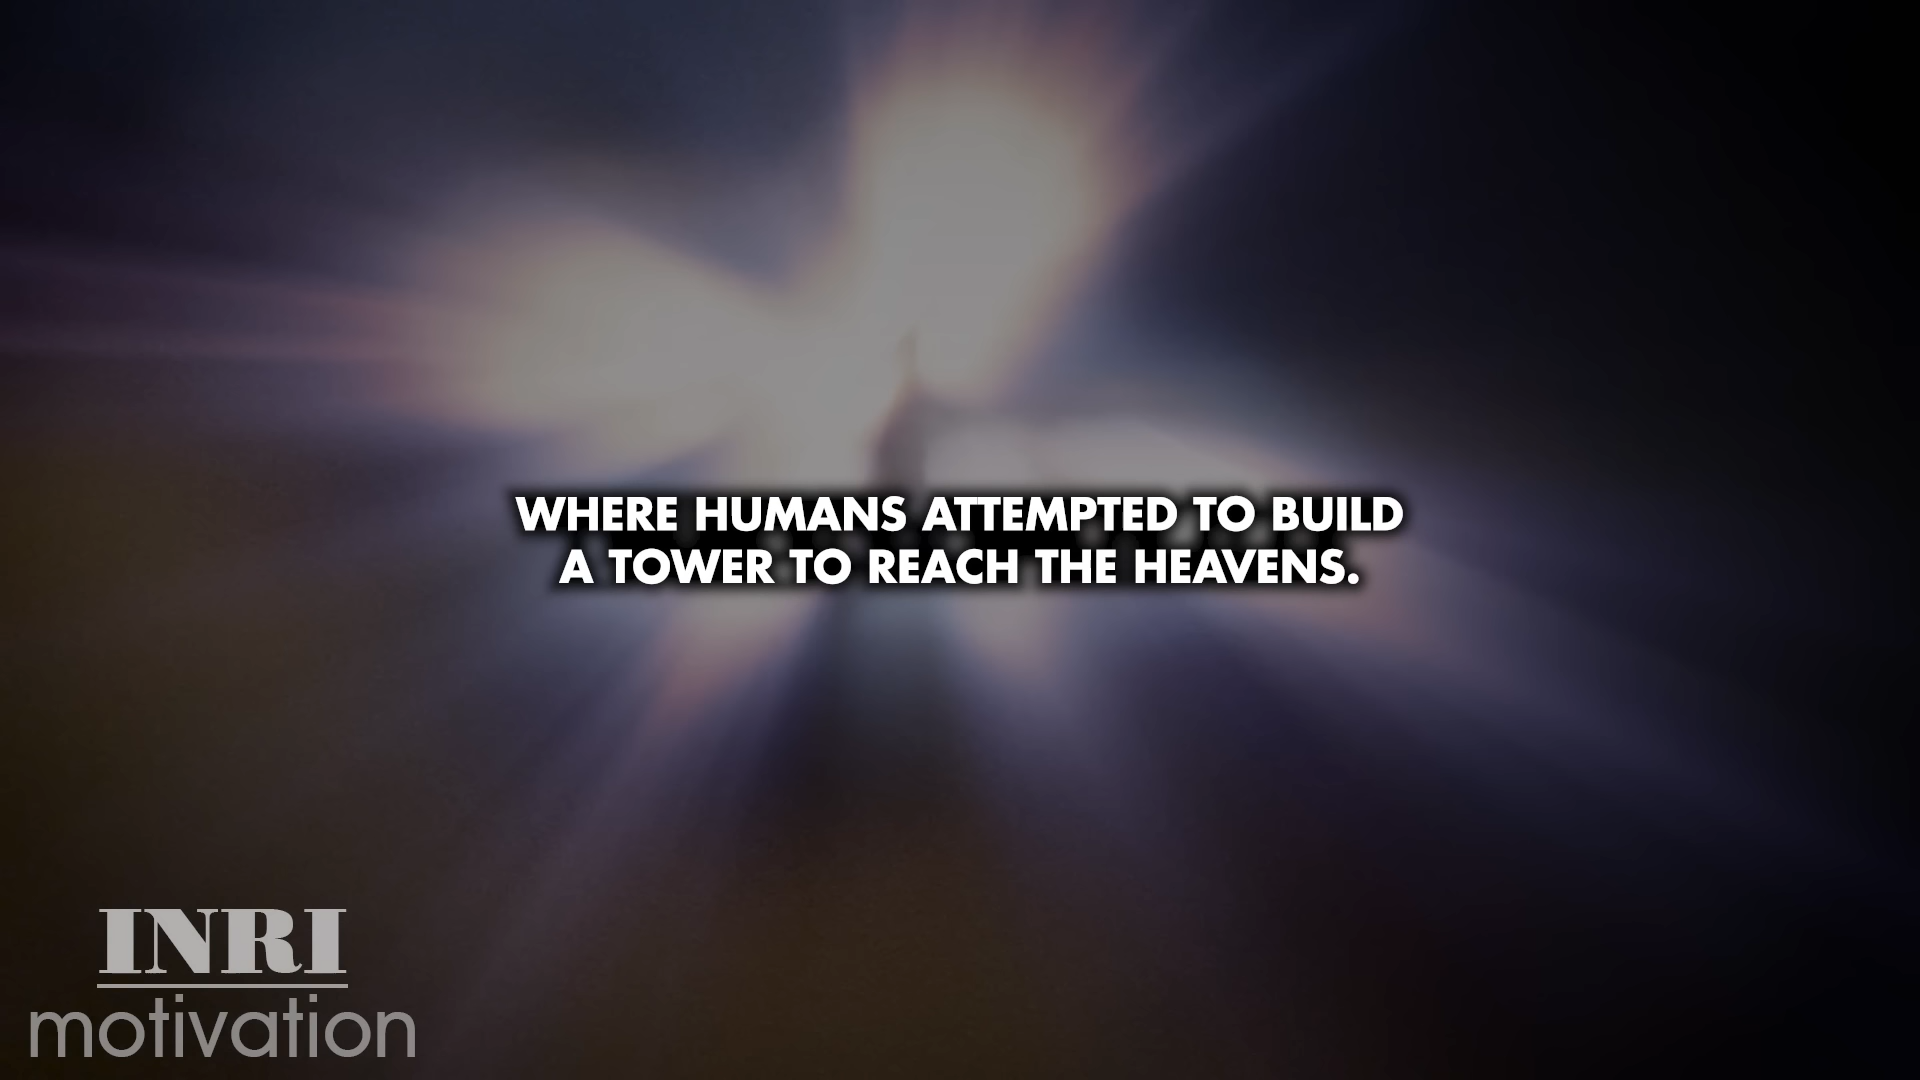 WHERE HUMANS ATTEMPTED TO BUILD
A TOWER TO REACH THE HEAVENS.
INRI
motivation